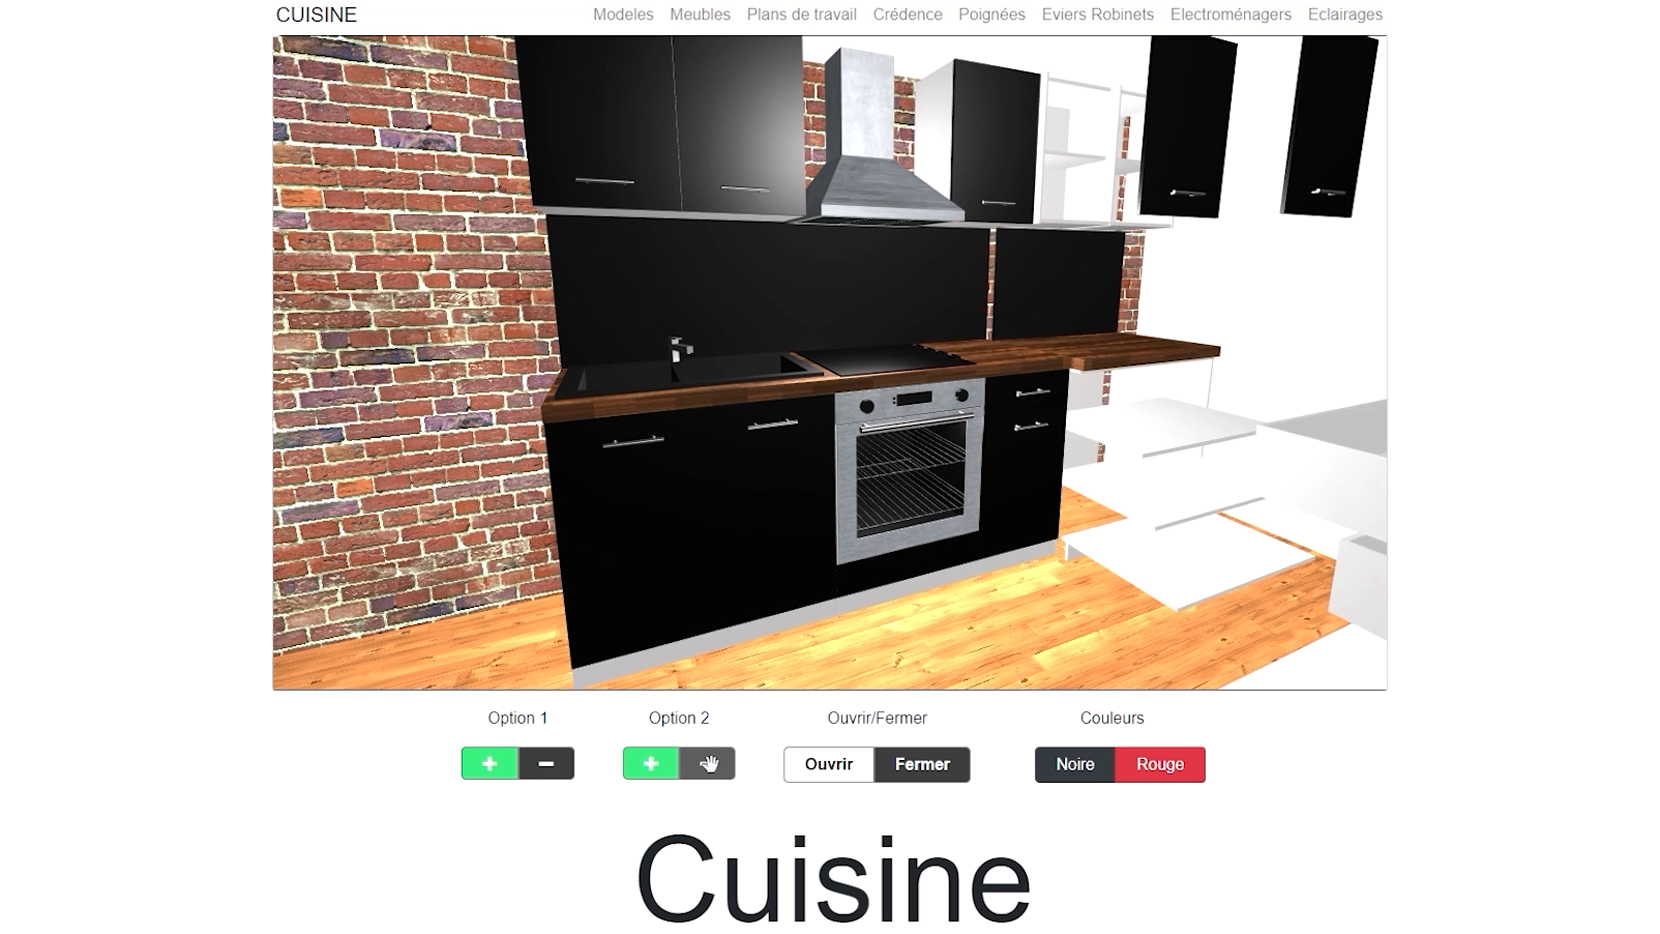 CUISINE Modeles Meubles Plans de travail Crédence Poignées Eviers Robinets Electroménagers Eclairages
Option 1 Option 2 Ouvrir/Fermer Couleurs
Ouvrir Fermer Noire Rouge
Cuisine